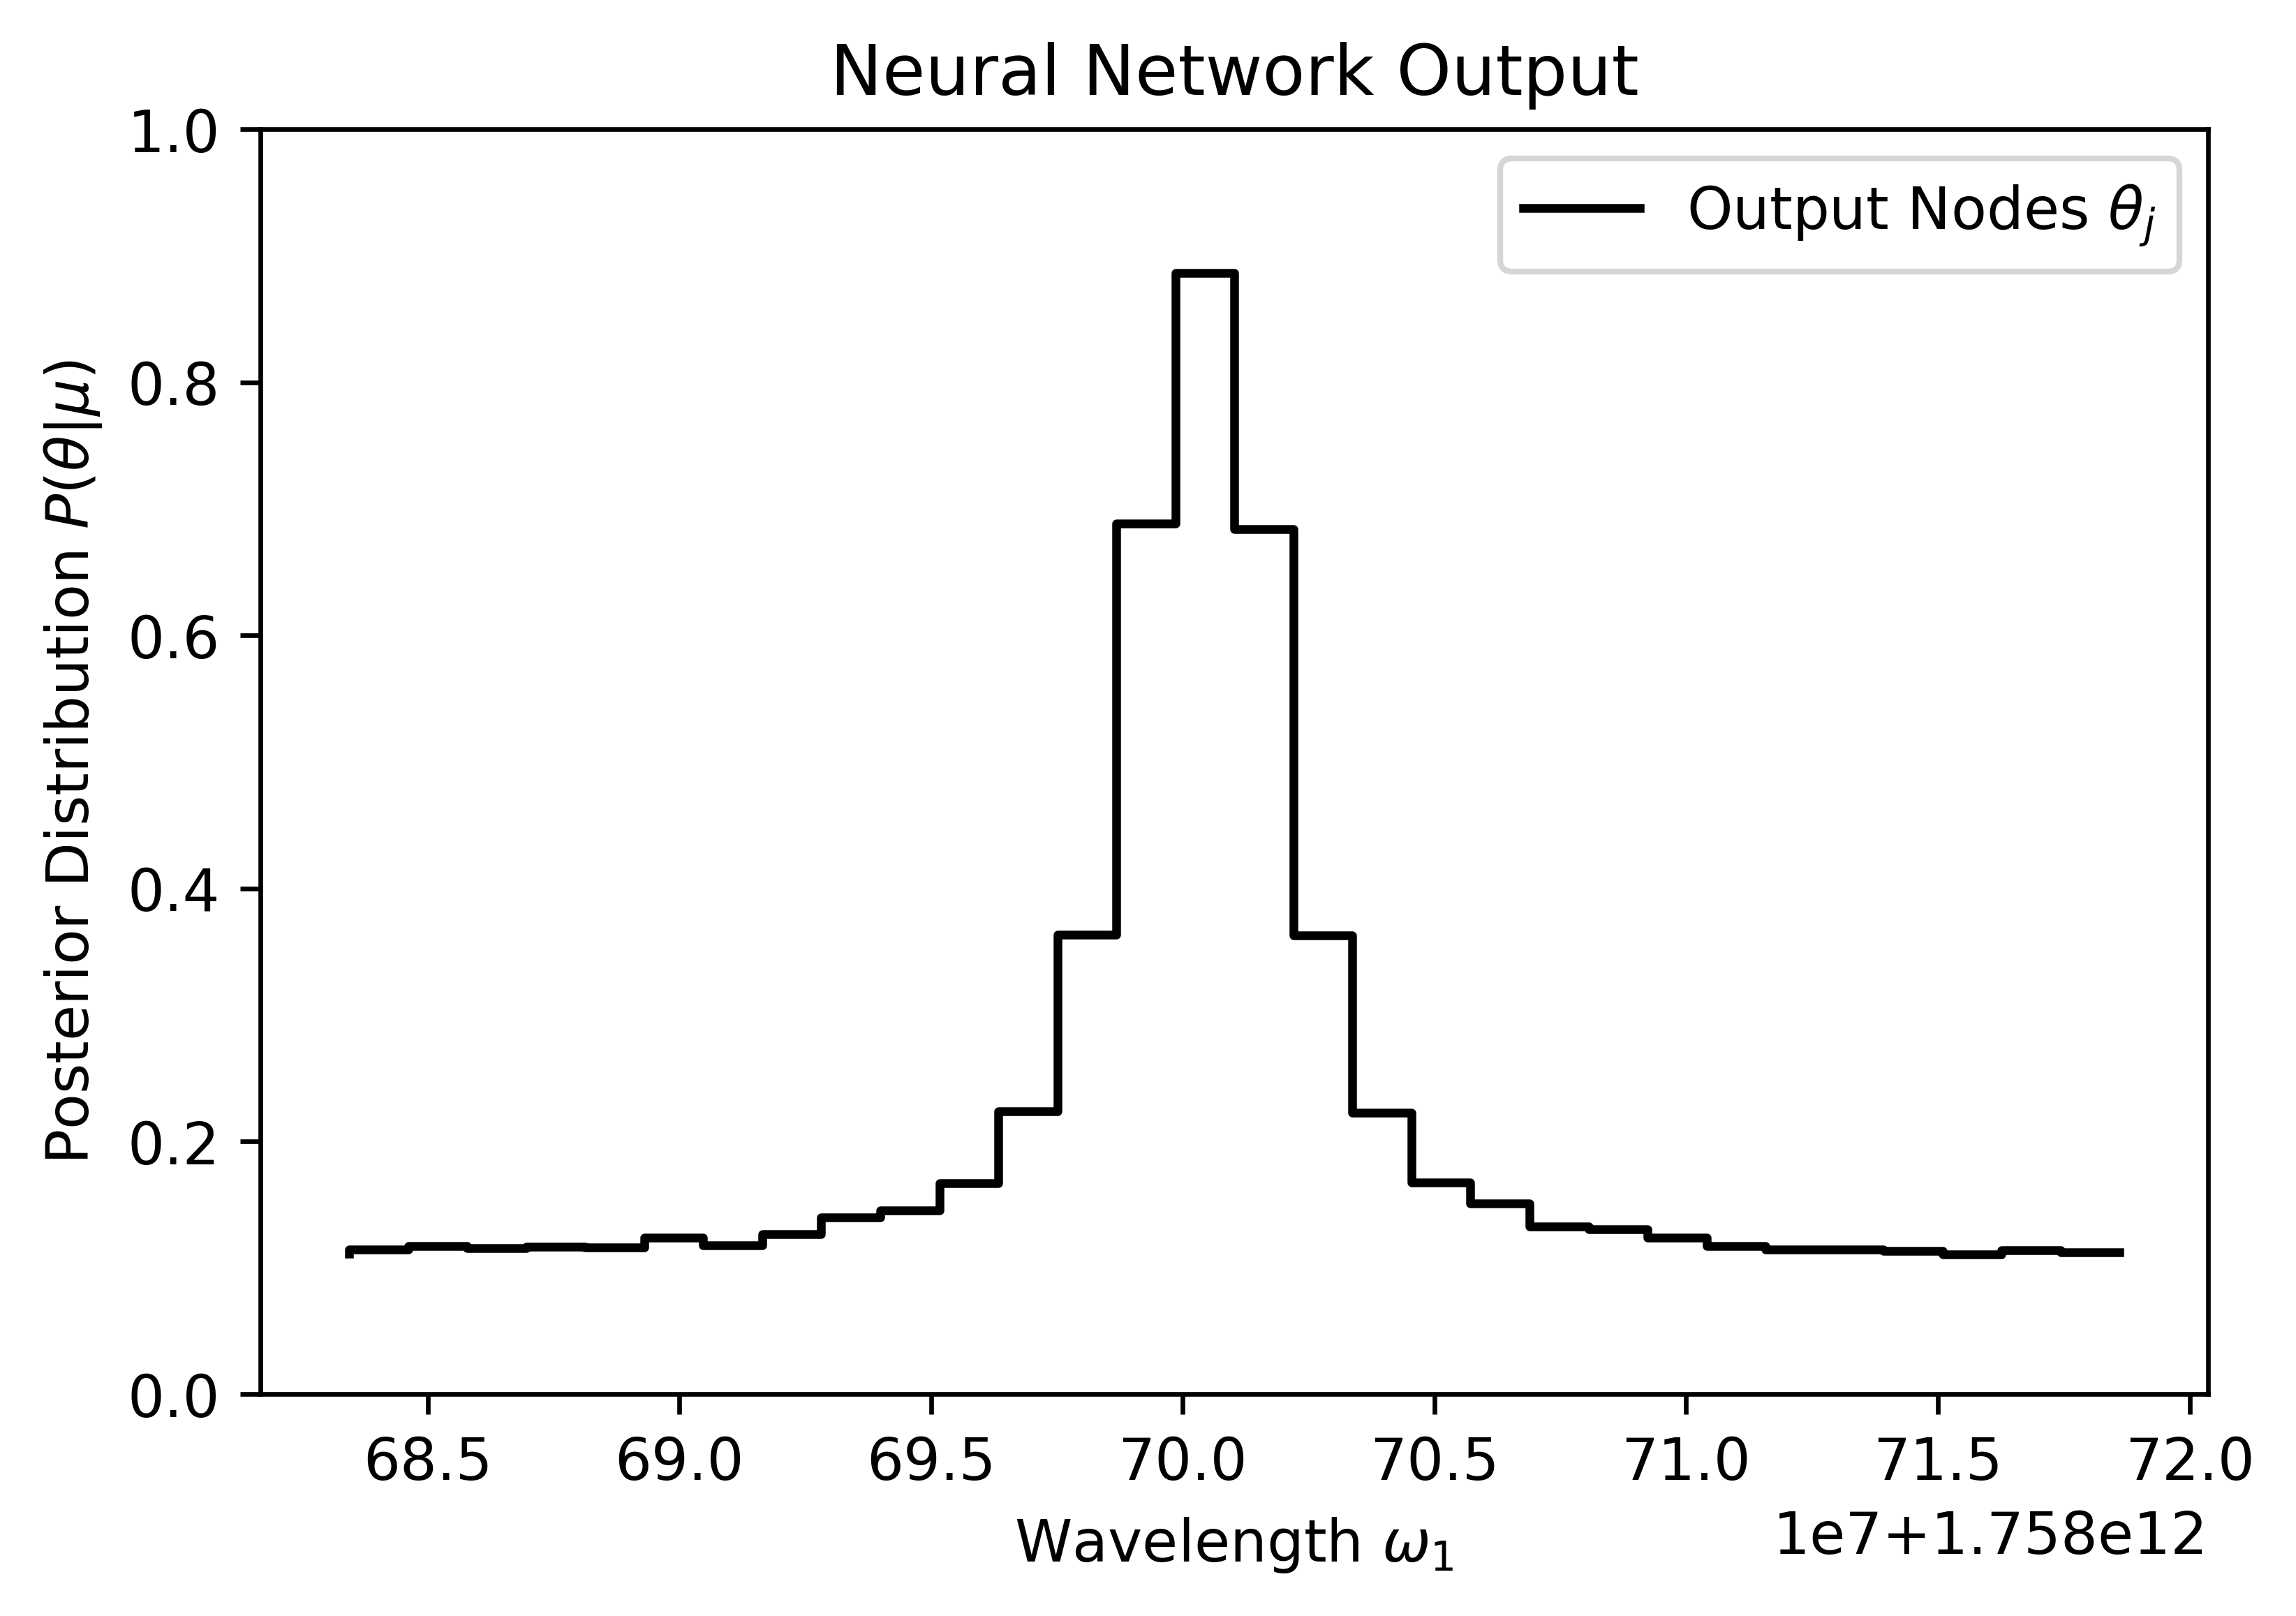 Neural Network Output
Output Nodes θj
Posterior Distribution P(θ|μ)
1.0
0.8
0.6
0.4
0.2
0.0
68.5 69.0 69.5 70.0 70.5 71.0 71.5 72.0
1e7+1.758e12
Wavelength ω1